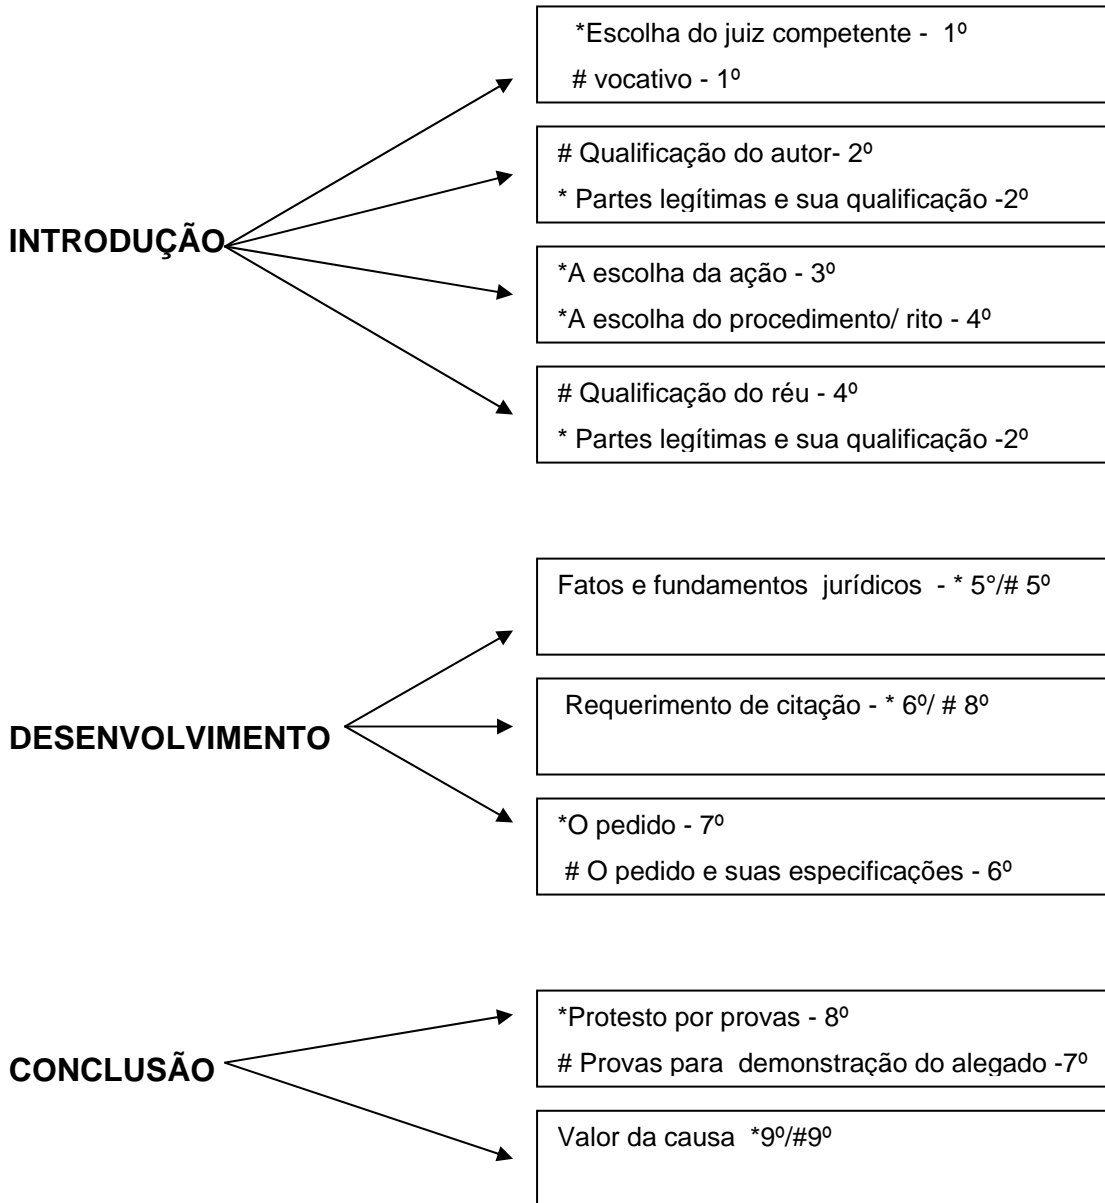 *Escolha do juiz competente - 1º
# vocativo - 1º
# Qualificação do autor- 2º
* Partes legítimas e sua qualificação -2º
INTRODUÇÃO
*A escolha da ação - 3º
*A escolha do procedimento/ rito - 4º
# Qualificação do réu - 4º
* Partes legítimas e sua qualificação -2º
Fatos e fundamentos jurídicos - * 5°/# 5º
Requerimento de citação - * 6º/ # 8º
DESENVOLVIMENTO
*O pedido - 7º
# O pedido e suas especificações - 6º
*Protesto por provas - 8º
# Provas para demonstração do alegado -7º
CONCLUSÃO
Valor da causa *9º/#9º